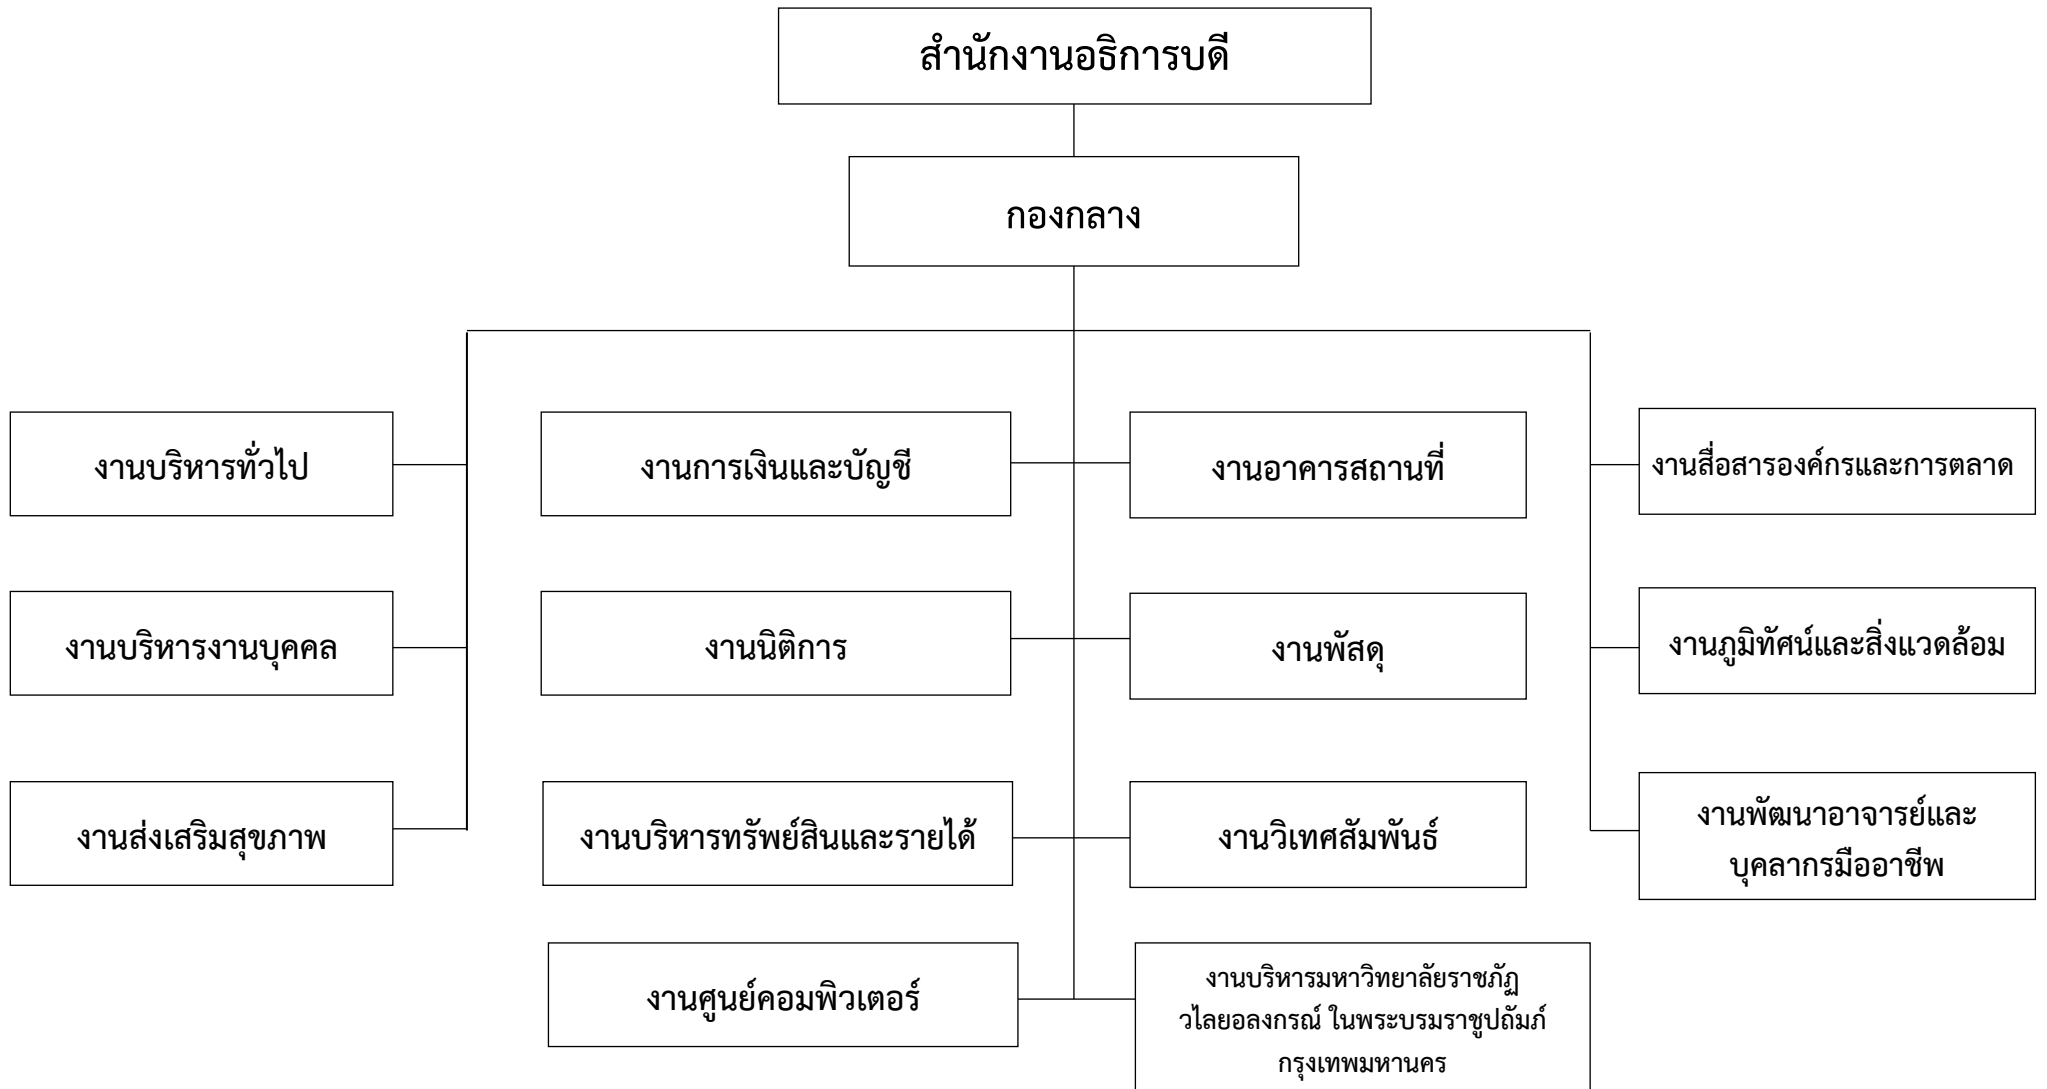 สำนักงานอธิการบดี
กองกลาง
งานบริหารทั่วไป
งานการเงินและบัญชี
งานอาคารสถานที่
งานสื่อสารองค์กรและการตลาด
งานบริหารงานบุคคล
งานนิติการ
งานพัสดุ
งานภูมิทัศน์และสิ่งแวดล้อม
งานส่งเสริมสุขภาพ
งานบริหารทรัพย์สินและรายได้
งานวิเทศสัมพันธ์
งานพัฒนาอาจารย์และ
บุคลากรมืออาชีพ
งานศูนย์คอมพิวเตอร์
งานบริหารมหาวิทยาลัยราชภัฏ
วไลยอลงกรณ์ ในพระบรมราชูปถัมภ์
กรุงเทพมหานคร